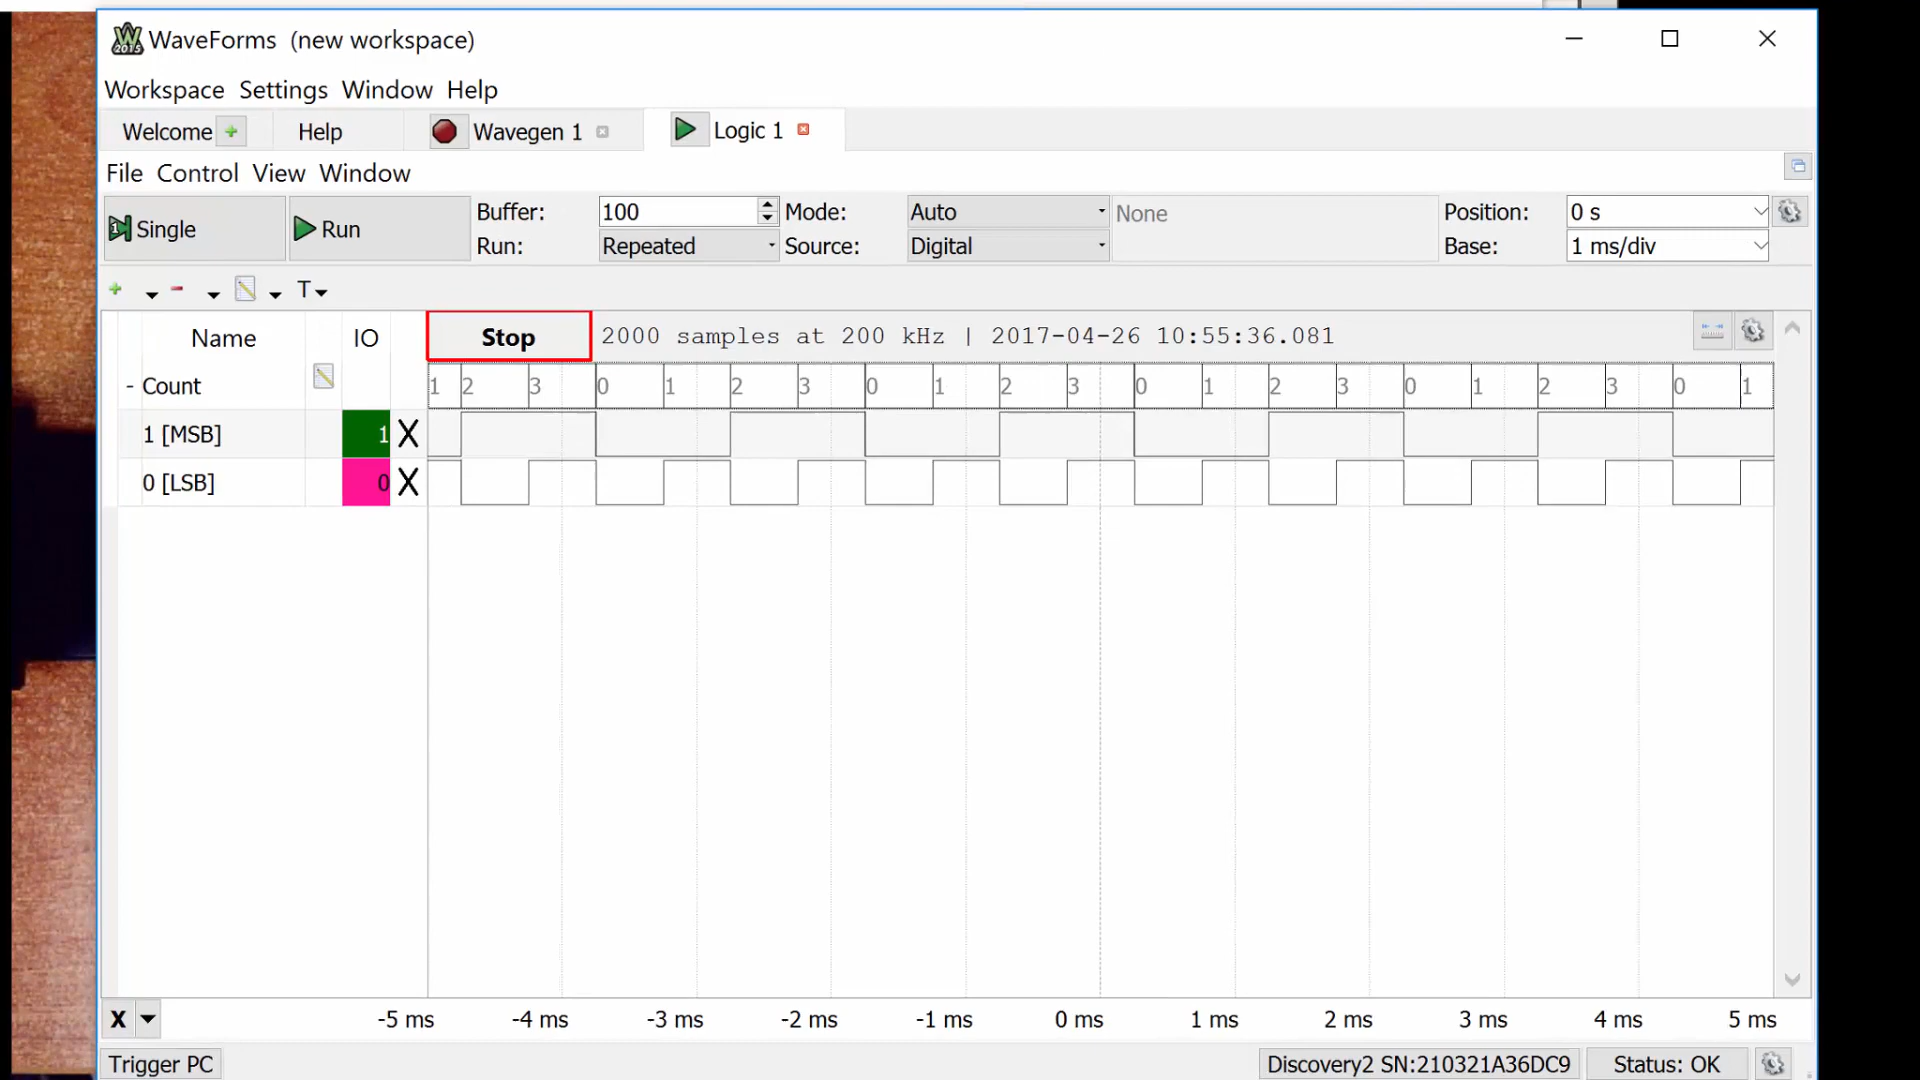 WaveForms (new workspace)
Workspace Settings Window Help
Welcome Help Wavegen 1 Logic 1
File Control View Window
Single Run Buffer: 100 Mode: Auto None Position: 0 s
Run: Repeated Source: Digital Base: 1 ms/div
T
Name IO Stop 2000 samples at 200 kHz | 2017-04-26 10:55:36.081
- Count 1 2 3 0 1 2 3 0 1 2 3 0 1 2 3 0 1 2 3 0 1
1 [MSB] 1 X
0 [LSB] 0 X
X -5 ms -4 ms -3 ms -2 ms -1 ms 0 ms 1 ms 2 ms 3 ms 4 ms 5 ms
Trigger PC Discovery2 SN:210321A36DC9 Status: OK